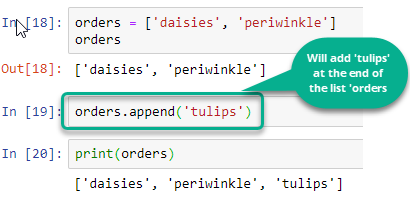 In [18]: orders = ['daisies', 'periwinkle']
orders
Out[18]: ['daisies', 'periwinkle']
Will add 'tulips'
at the end of
the list 'orders
In [19]: orders.append('tulips')
In [20]: print(orders)
['daisies', 'periwinkle', 'tulips']